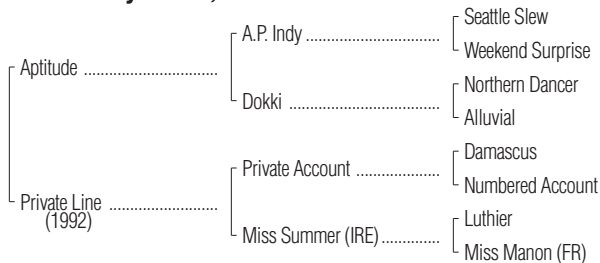 Seattle Slew
A.P. Indy ..............................
Weekend Surprise
Aptitude ..............................
Northern Dancer
Dokki ..................................
Alluvial
Damascus
Private Account ..................
Numbered Account
Private Line ........................
(1992)
Luthier
Miss Summer (IRE) ..............
Miss Manon (FR)